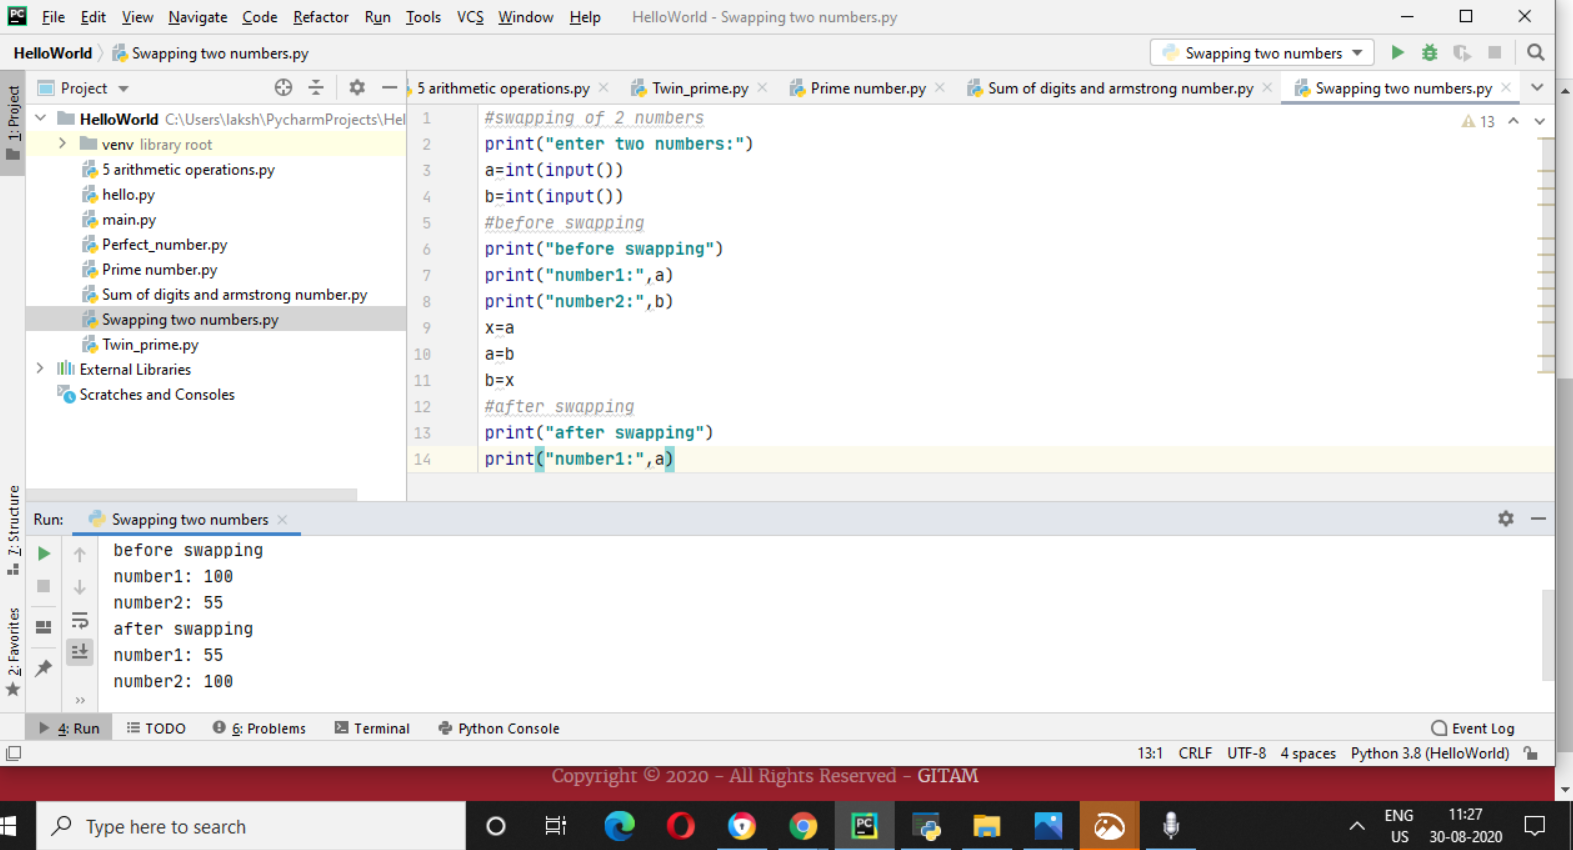 PC File Edit View Navigate Code Refactor Run Tools VCS Window Help HelloWorld - Swapping two numbers.py
HelloWorld Swapping two numbers.py Swapping two numbers
1: Project
Project
5 arithmetic operations.py Twin_prime.py Prime number.py Sum of digits and armstrong number.py Swapping two numbers.py
HelloWorld C:\Users\laksh\PycharmProjects\Hel
venv library root
5 arithmetic operations.py
hello.py
main.py
Perfect_number.py
Prime number.py
Sum of digits and armstrong number.py
Swapping two numbers.py
Twin_prime.py
External Libraries
Scratches and Consoles
13
1 #swapping of 2 numbers
2 print("enter two numbers:")
3 a=int(input())
4 b=int(input())
5 #before swapping
6 print("before swapping")
7 print("number1:",a)
8 print("number2:",b)
9 x=a
10 a=b
11 b=x
12 #after swapping
13 print("after swapping")
14 print("number1:",a)
7: Structure
2: Favorites
Run: Swapping two numbers
before swapping
number1: 100
number2: 55
after swapping
number1: 55
number2: 100
4: Run TODO 6: Problems Terminal Python Console Event Log
13:1 CRLF UTF-8 4 spaces Python 3.8 (HelloWorld)
Copyright © 2020 - All Rights Reserved - GITAM
Type here to search
PC
ENG
US
11:27
30-08-2020